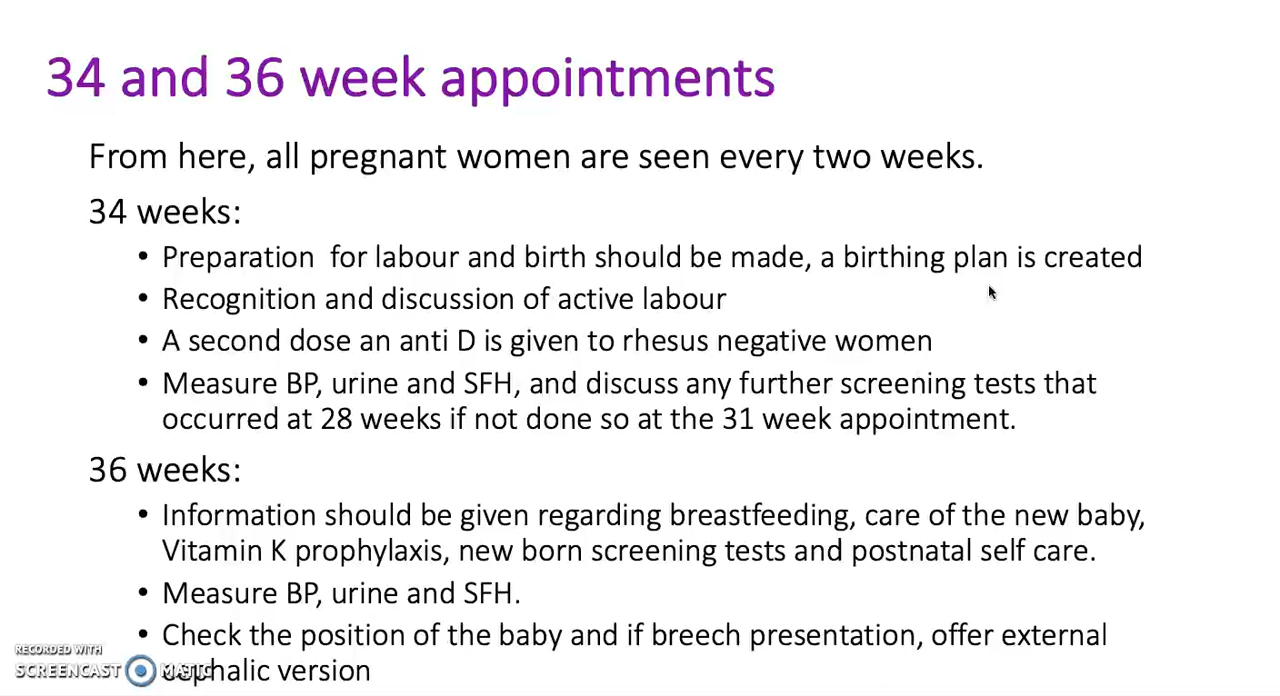 34 and 36 week appointments
From here, all pregnant women are seen every two weeks.
34 weeks:
• Preparation for labour and birth should be made, a birthing plan is created
• Recognition and discussion of active labour
• A second dose an anti D is given to rhesus negative women
• Measure BP, urine and SFH, and discuss any further screening tests that
occurred at 28 weeks if not done so at the 31 week appointment.
36 weeks:
• Information should be given regarding breastfeeding, care of the new baby,
Vitamin K prophylaxis, new born screening tests and postnatal self care.
• Measure BP, urine and SFH.
• Check the position of the baby and if breech presentation, offer external
cephalic version
RECORDED WITH
SCREENCAST MATIC